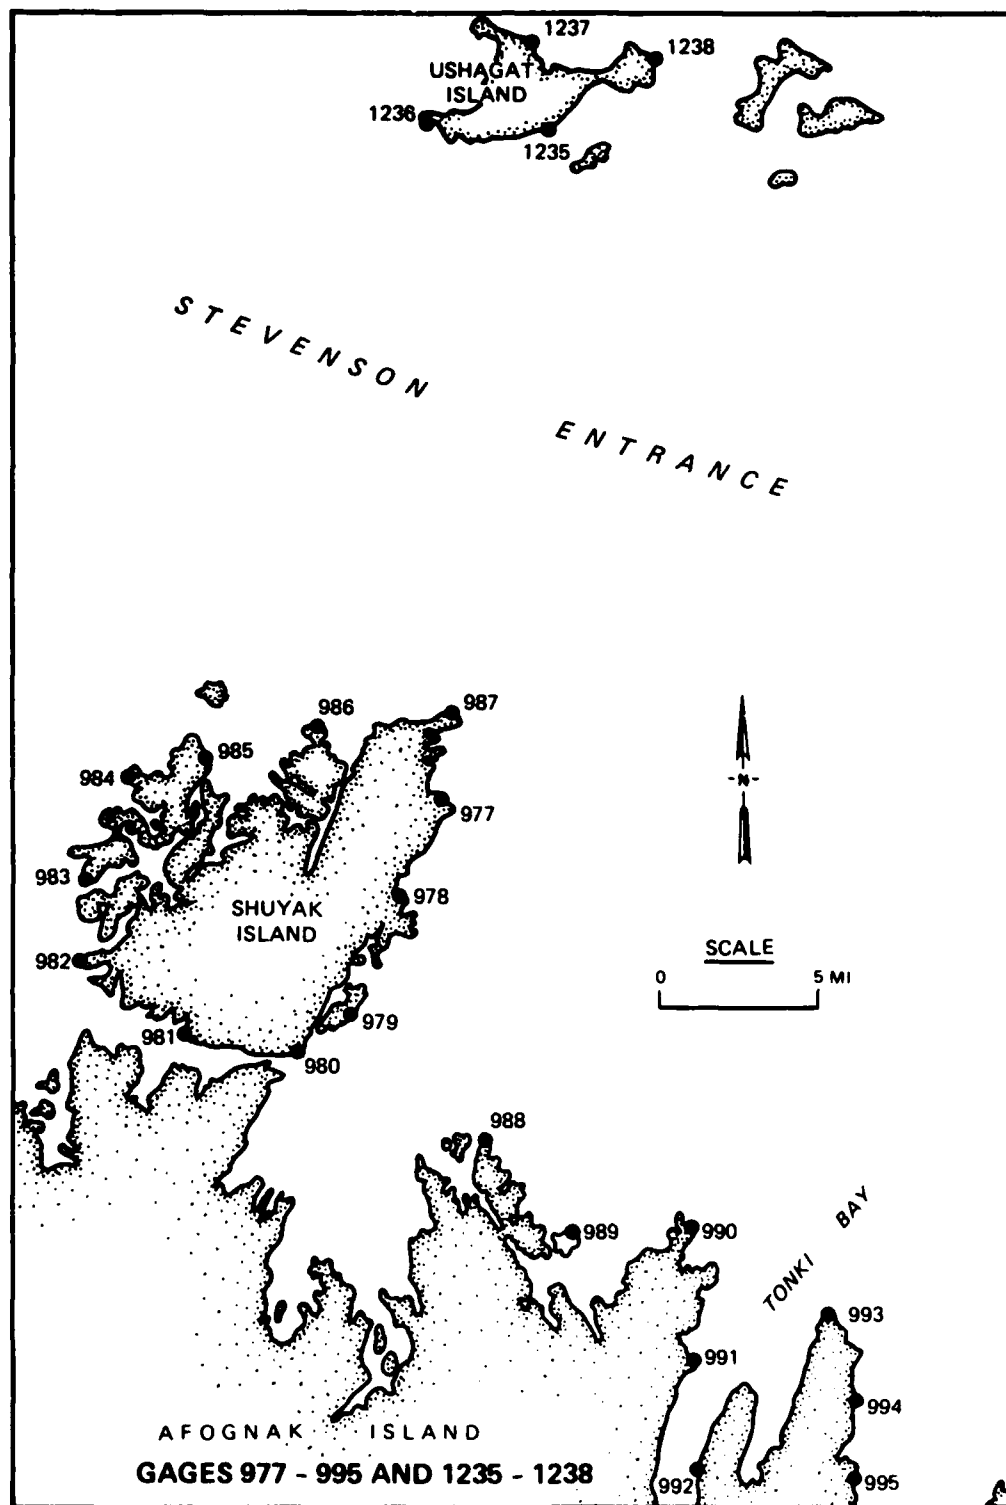 1237
1238
USHAGAT
ISLAND
1236
1235
STEVENSON
ENTRANCE
987
986
985
984
-N-
977
983
978
SHUYAK
ISLAND
SCALE
982
0 5 MI
979
981
980
988
TONKI BAY
989
990
993
991
994
AFOGNAK ISLAND
GAGES 977 - 995 AND 1235 - 1238
992
995